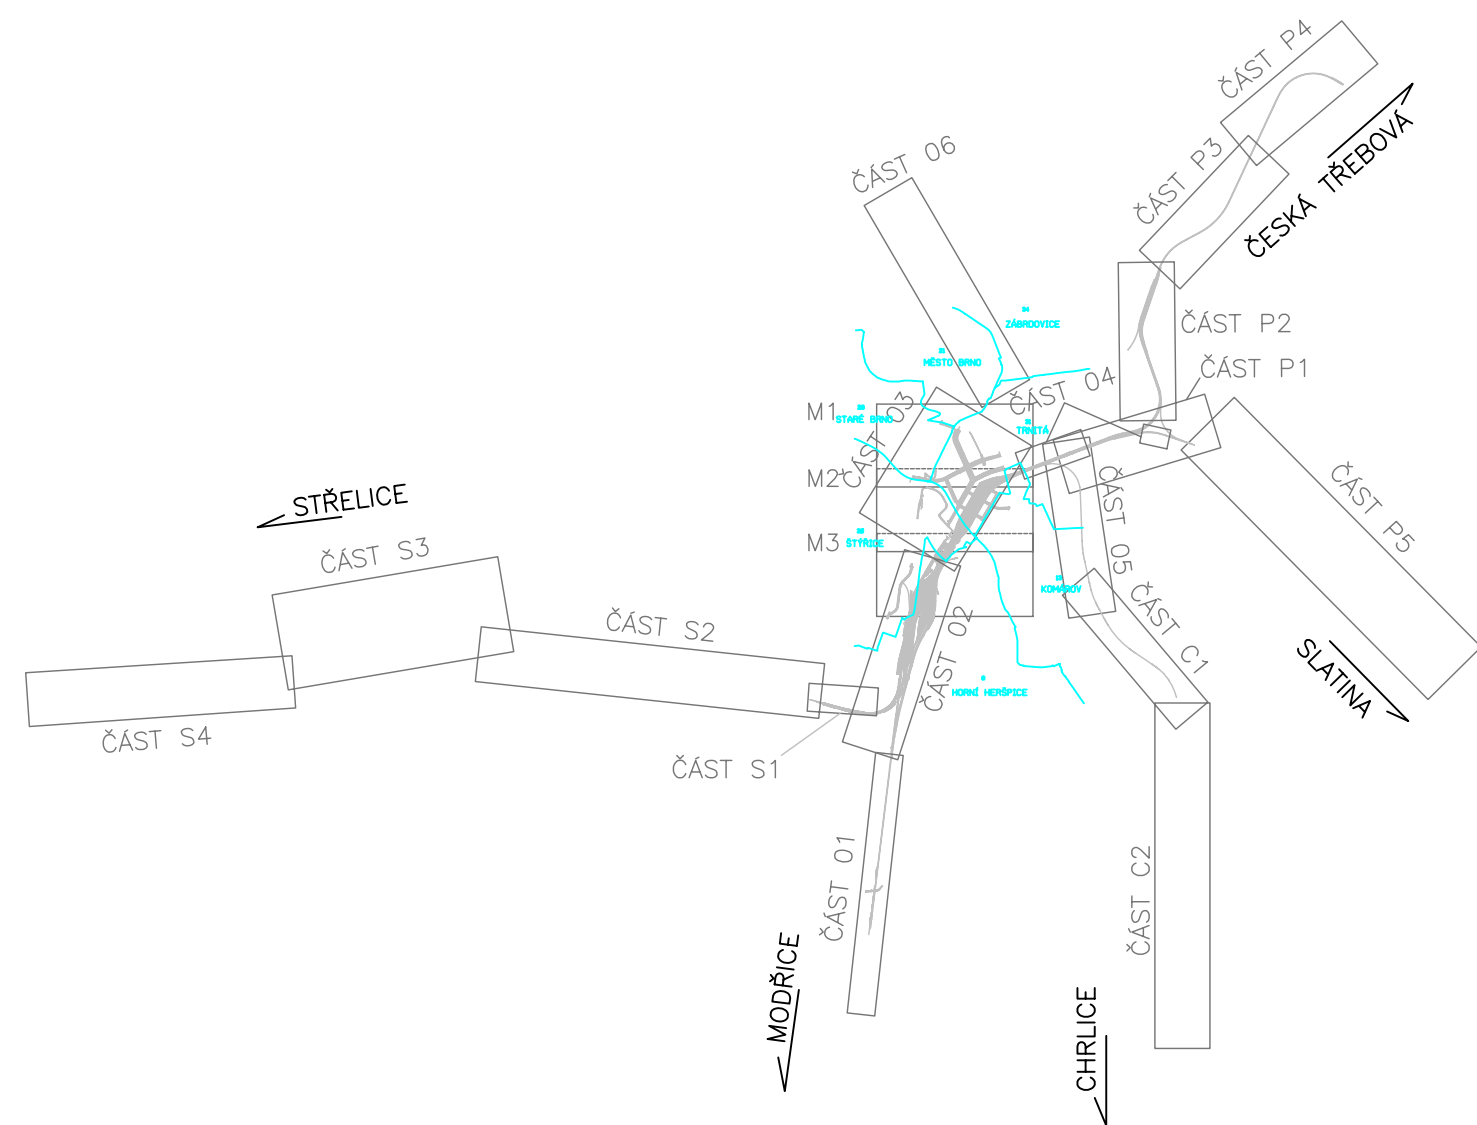 ČÁST P4
ČESKÁ TŘEBOVÁ
ČÁST P3
ČÁST 06
ČÁST P2
ZÁBRDOVICE
MĚSTO BRNO
ČÁST P1
ČÁST 04
M1
STARÉ BRNO
ČÁST 03
TRNITÁ
M2
STŘELICE
ČÁST P5
ČÁST 05
M3
ŠTÝŘICE
ČÁST S3
KOMÁROV
ČÁST C1
ČÁST S2
ČÁST 02
SLATINA
HORNÍ HERŠPICE
ČÁST S4
ČÁST S1
ČÁST 01
ČÁST C2
MODŘICE
CHRLICE